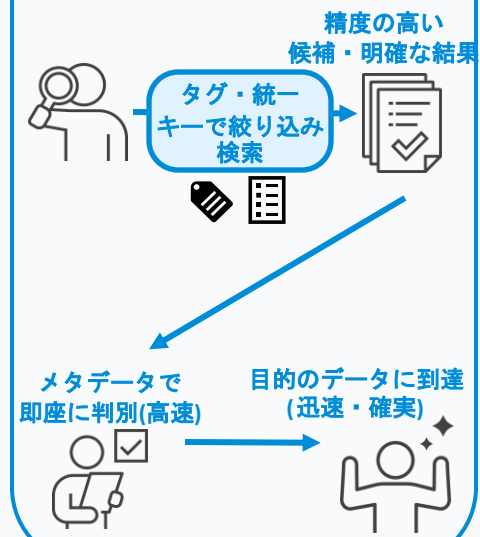 精度の高い
候補・明確な結果
タグ・統一
キーで絞り込み
検索
メタデータで
即座に判別(高速)
目的のデータに到達
(迅速・確実)